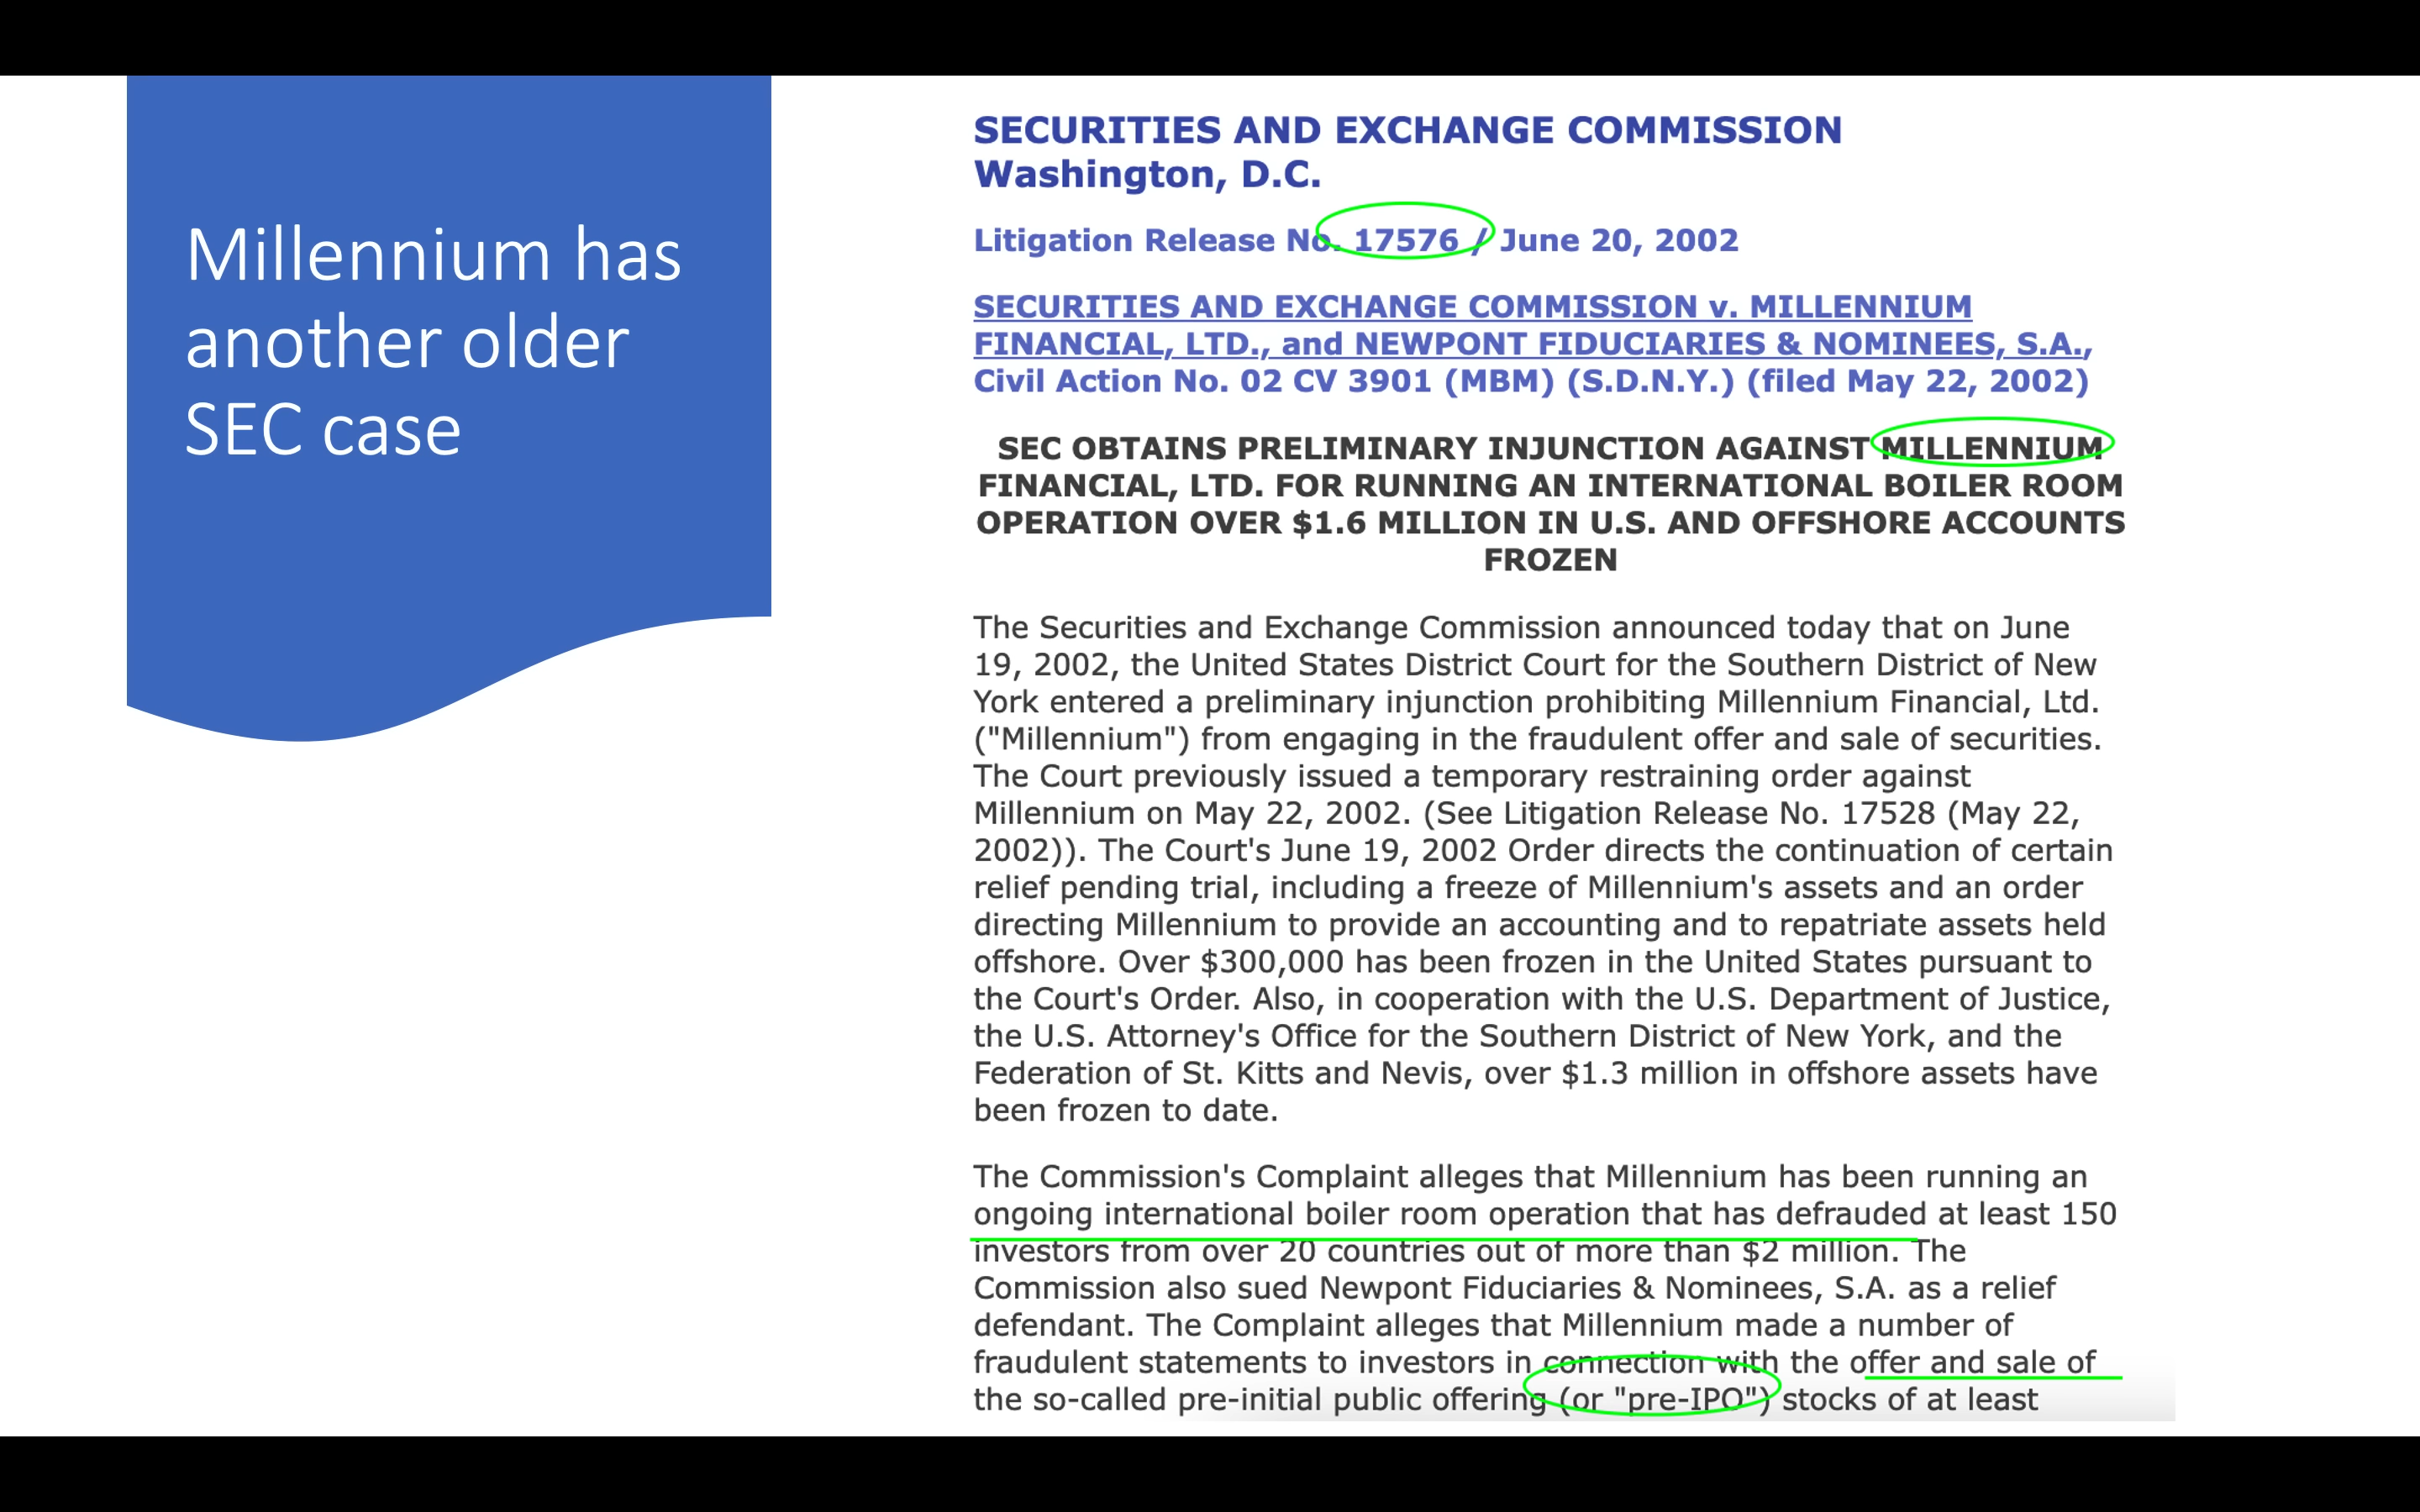 Millennium has
another older
SEC case
SECURITIES AND EXCHANGE COMMISSION
Washington, D.C.
Litigation Release No. 17576 / June 20, 2002
SECURITIES AND EXCHANGE COMMISSION v. MILLENNIUM
FINANCIAL, LTD., and NEWPONT FIDUCIARIES & NOMINEES, S.A.,
Civil Action No. 02 CV 3901 (MBM) (S.D.N.Y.) (filed May 22, 2002)
SEC OBTAINS PRELIMINARY INJUNCTION AGAINST MILLENNIUM
FINANCIAL, LTD. FOR RUNNING AN INTERNATIONAL BOILER ROOM
OPERATION OVER $1.6 MILLION IN U.S. AND OFFSHORE ACCOUNTS
FROZEN
The Securities and Exchange Commission announced today that on June
19, 2002, the United States District Court for the Southern District of New
York entered a preliminary injunction prohibiting Millennium Financial, Ltd.
("Millennium") from engaging in the fraudulent offer and sale of securities.
The Court previously issued a temporary restraining order against
Millennium on May 22, 2002. (See Litigation Release No. 17528 (May 22,
2002)). The Court's June 19, 2002 Order directs the continuation of certain
relief pending trial, including a freeze of Millennium's assets and an order
directing Millennium to provide an accounting and to repatriate assets held
offshore. Over $300,000 has been frozen in the United States pursuant to
the Court's Order. Also, in cooperation with the U.S. Department of Justice,
the U.S. Attorney's Office for the Southern District of New York, and the
Federation of St. Kitts and Nevis, over $1.3 million in offshore assets have
been frozen to date.
The Commission's Complaint alleges that Millennium has been running an
ongoing international boiler room operation that has defrauded at least 150
investors from over 20 countries out of more than $2 million. The
Commission also sued Newpont Fiduciaries & Nominees, S.A. as a relief
defendant. The Complaint alleges that Millennium made a number of
fraudulent statements to investors in connection with the offer and sale of
the so-called pre-initial public offering (or "pre-IPO") stocks of at least